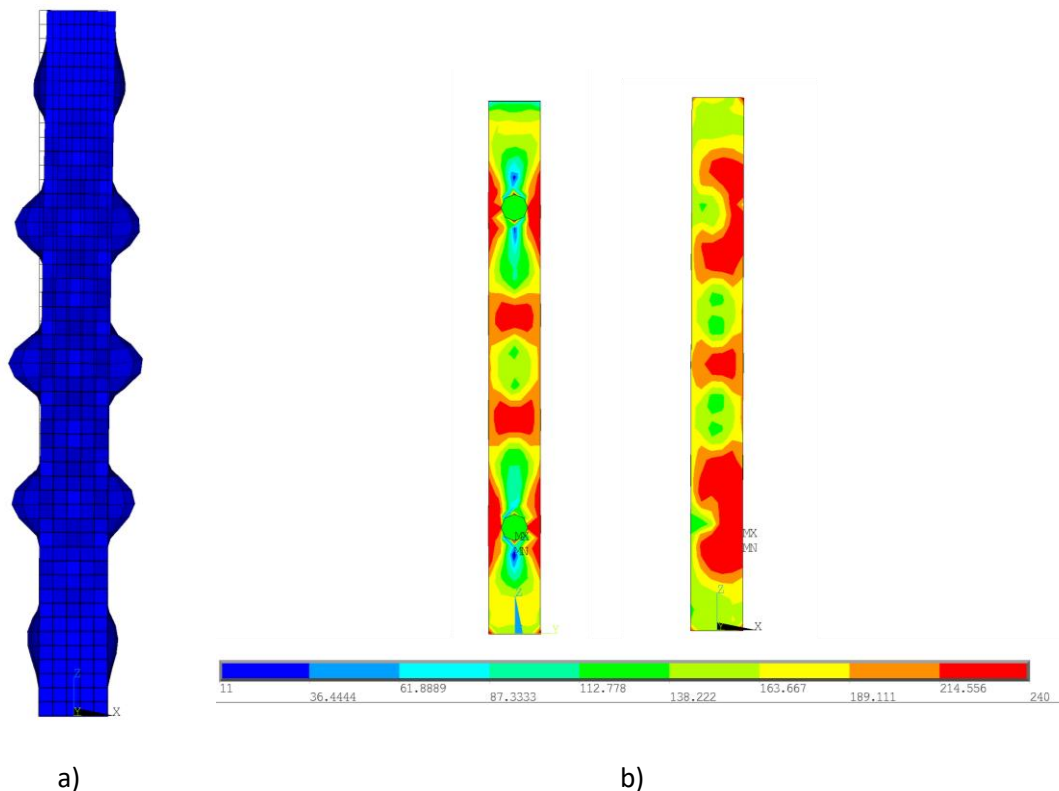 MX
MN
Z
Y
MX
MN
Z
Y X
Z
Y X
11 61.8889 112.778 163.667 214.556
36.4444 87.3333 138.222 189.111 240
a) b)